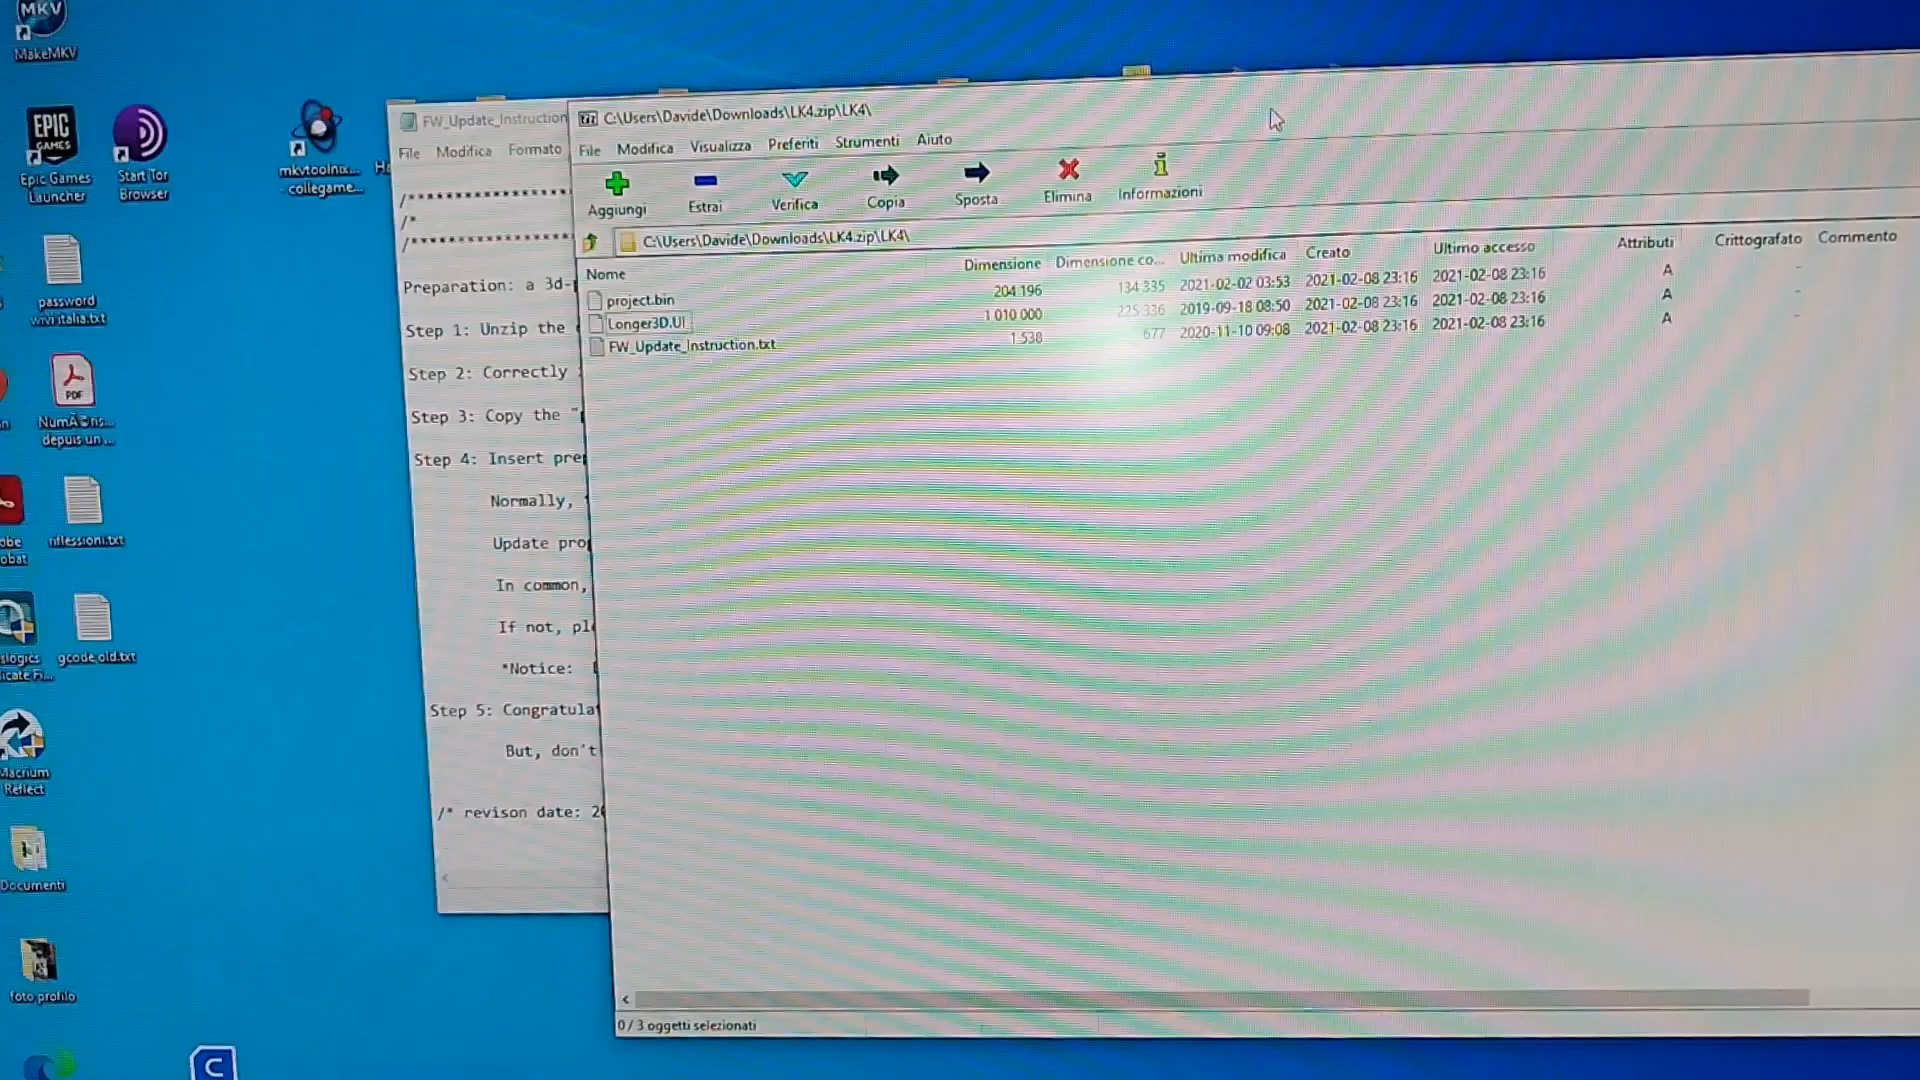 MKV
MakeMKV
EPIC
GAMES
Epic Games
Launcher
Start Tor
Browser
mkvtoolnix...
- collegame...
password
vivi italia.txt
PDF
NumÃ©ris...
depuis un ...
obe
obat
riflessioni.txt
slogics
icate Fi...
gcode old.txt
Macrium
Reflect
Documenti
foto profilo
C
FW_Update_Instruction
File Modifica Formato
/*******************
/*
/*******************
Preparation: a 3d-
Step 1: Unzip the
Step 2: Correctly
Step 3: Copy the "
Step 4: Insert pre
Normally,
Update pro
In common,
If not, pl
*Notice:
Step 5: Congratula
But, don't
/* revison date: 2
C:\Users\Davide\Downloads\LK4.zip\LK4\
File Modifica Visualizza Preferiti Strumenti Aiuto
Aggiungi Estrai Verifica Copia Sposta Elimina Informazioni
C:\Users\Davide\Downloads\LK4.zip\LK4\
Nome Dimensione Dimensione co... Ultima modifica Creato Ultimo accesso Attributi Crittografato Commento
project.bin 204 196 134 335 2021-02-02 03:53 2021-02-08 23:16 2021-02-08 23:16 A -
Longer3D.UI 1 010 000 225 336 2019-09-18 08:50 2021-02-08 23:16 2021-02-08 23:16 A -
FW_Update_Instruction.txt 1 538 677 2020-11-10 09:08 2021-02-08 23:16 2021-02-08 23:16 A -
0 / 3 oggetti selezionati